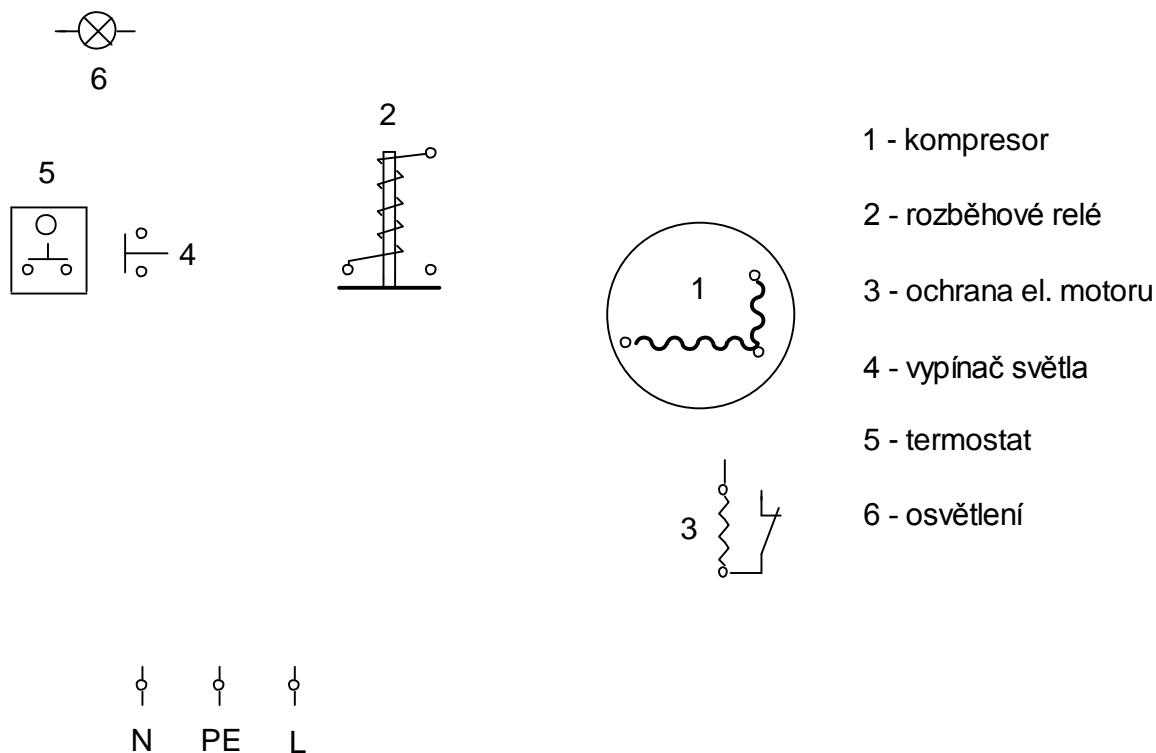 6
2
5
4
1
3
1 - kompresor
2 - rozběhové relé
3 - ochrana el. motoru
4 - vypínač světla
5 - termostat
6 - osvětlení
N PE L